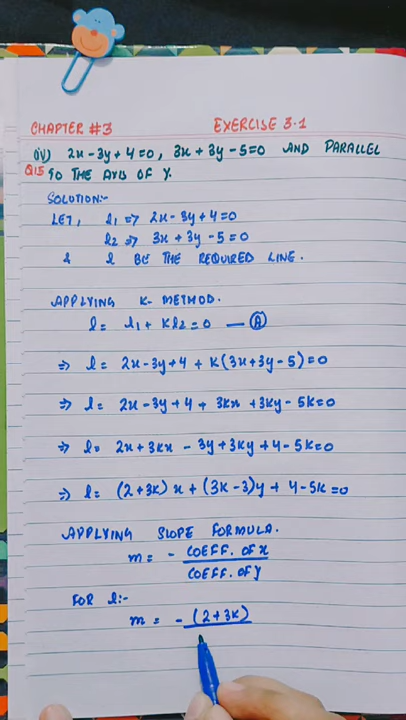 CHAPTER #3 EXERCISE 3.1
(iv) 2x-3y+4=0, 3x+3y-5=0 AND PARALLEL
Q15 TO THE AXIS OF Y.
SOLUTION:-
LET, l1 => 2x-3y+4=0
l2 => 3x+3y-5=0
& l BE THE REQUIRED LINE.
APPLYING K-METHOD.
l= l1+Kl2=0 — (A)
=> l= 2x-3y+4+K(3x+3y-5)=0
=> l= 2x-3y+4+3Kx+3Ky-5K=0
=> l= 2x+3Kx-3y+3Ky+4-5K=0
=> l= (2+3K)x+(3K-3)y+4-5K=0
APPLYING SLOPE FORMULA.
m= - COEFF. OF x
COEFF. OF Y
FOR l:-
m = - (2+3K)